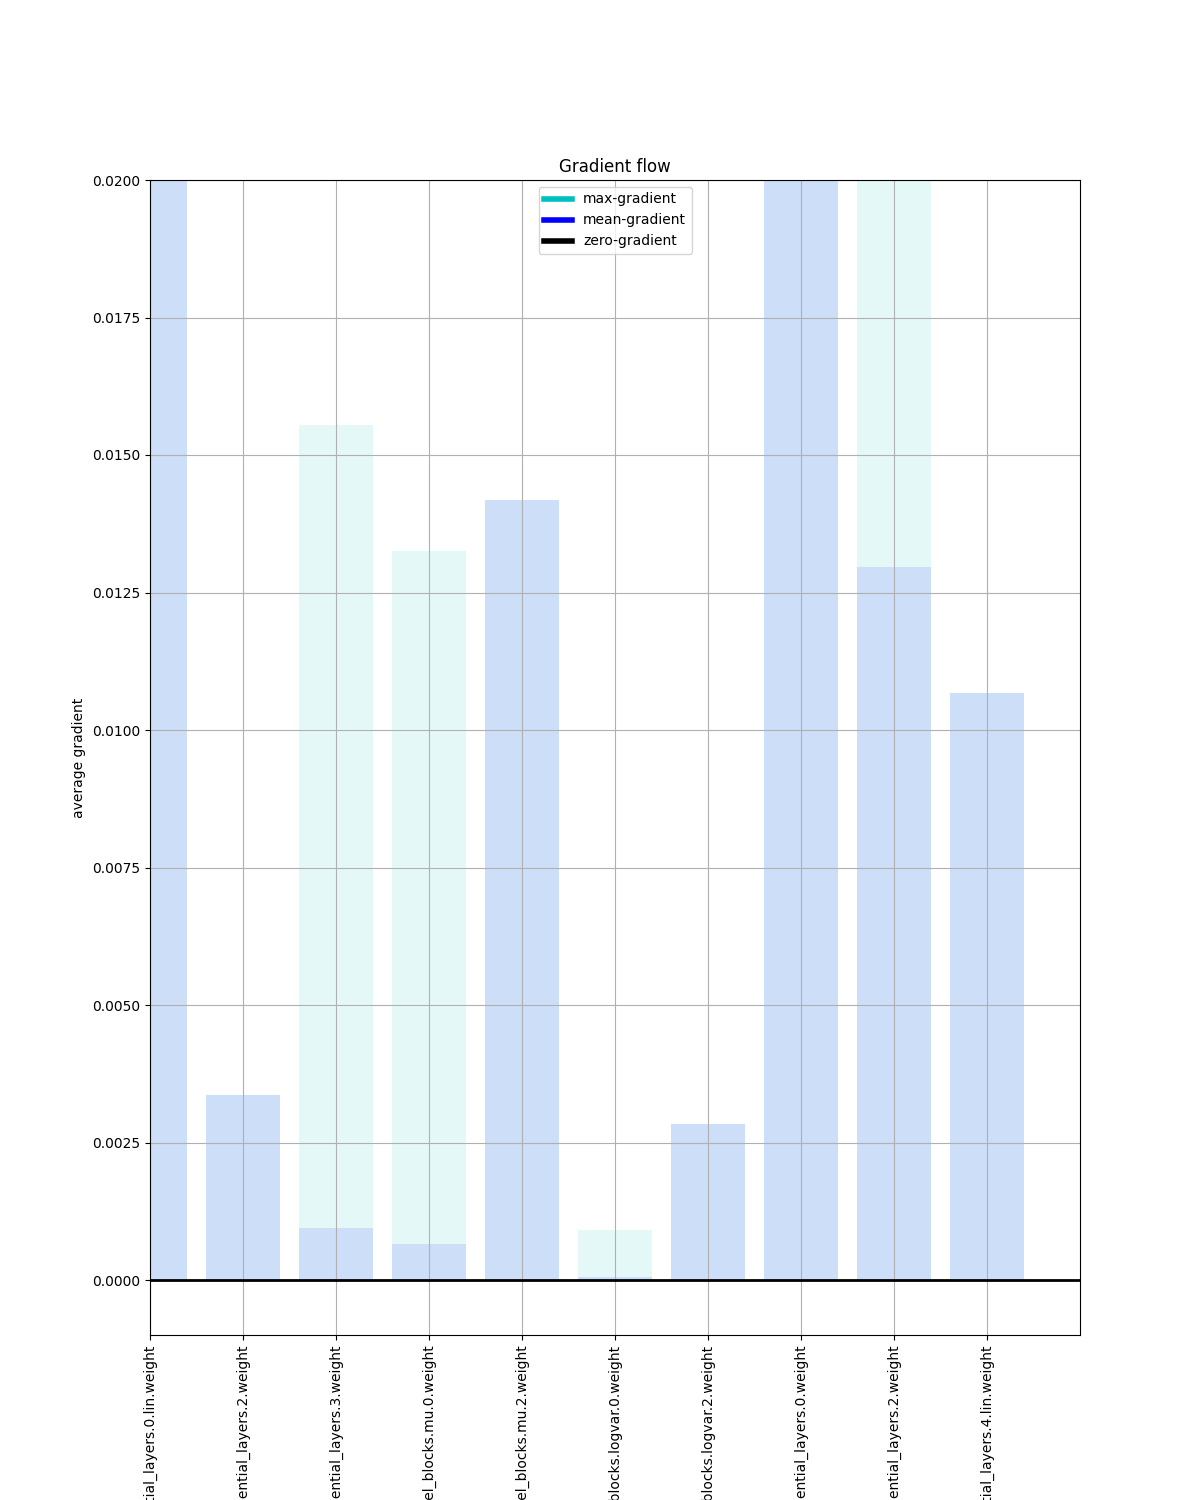 Gradient flow
max-gradient
mean-gradient
zero-gradient
0.0200
0.0175
0.0150
0.0125
0.0100
0.0075
0.0050
0.0025
0.0000
average gradient
tial_layers.0.lin.weight
ential_layers.2.weight
ential_layers.3.weight
el_blocks.mu.0.weight
el_blocks.mu.2.weight
blocks.logvar.0.weight
blocks.logvar.2.weight
ential_layers.0.weight
ential_layers.2.weight
tial_layers.4.lin.weight